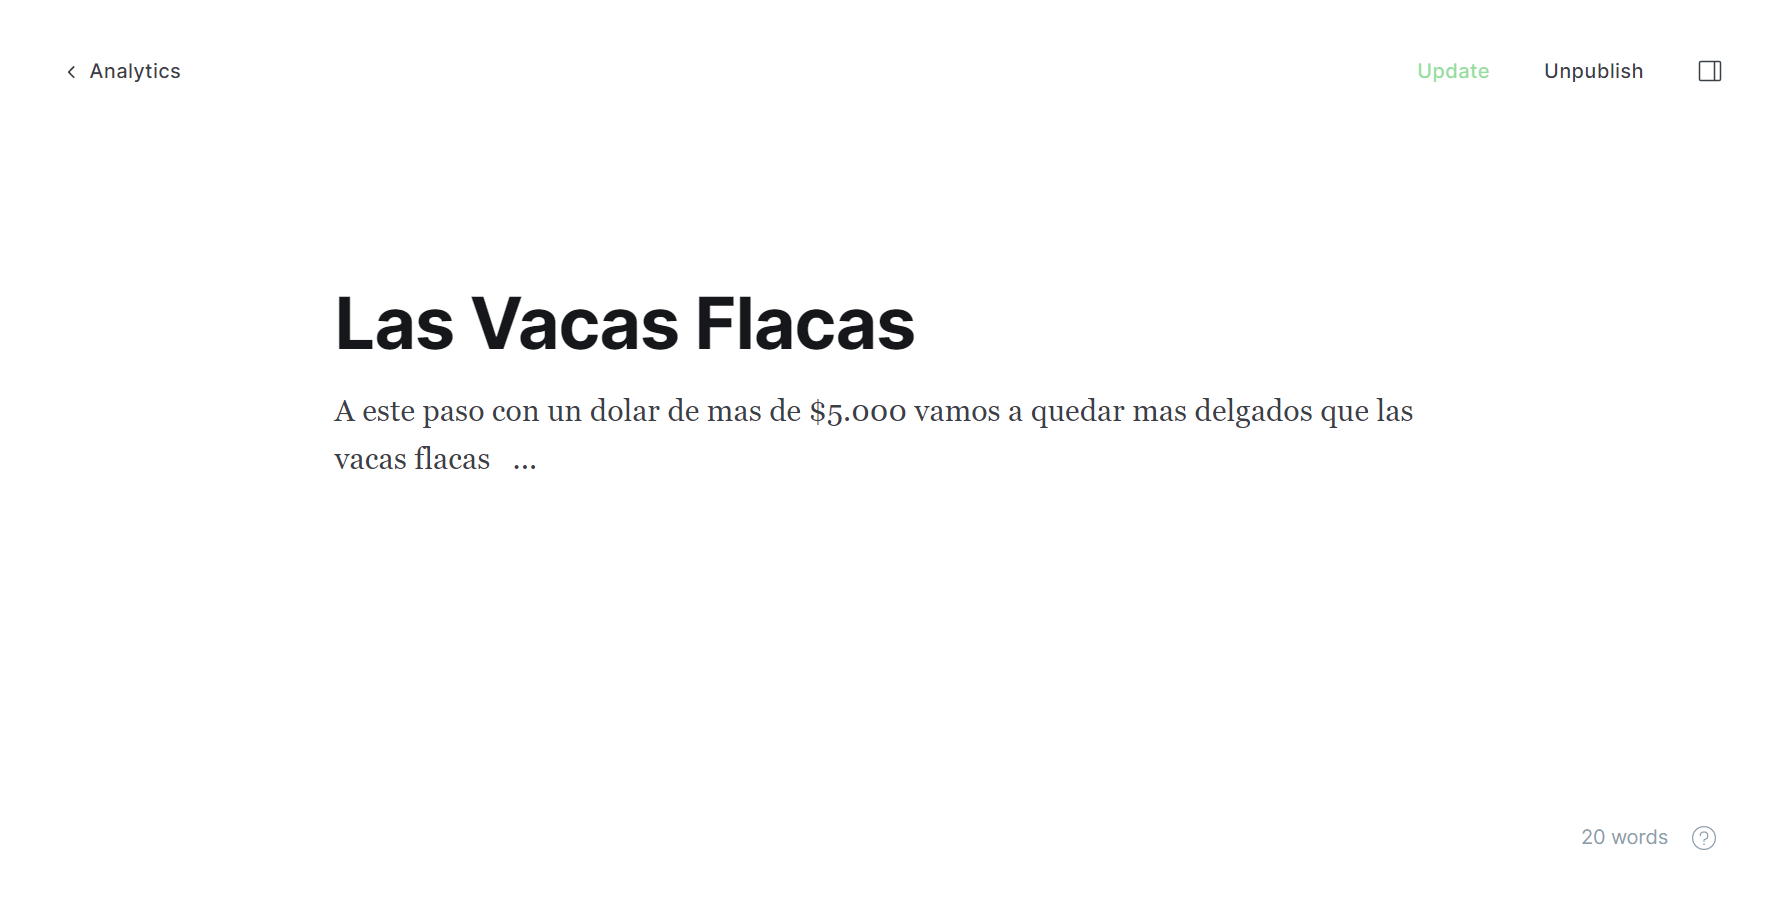 Analytics
Update
Unpublish
Las Vacas Flacas
A este paso con un dolar de mas de $5.000 vamos a quedar mas delgados que las
vacas flacas ...
20 words
?